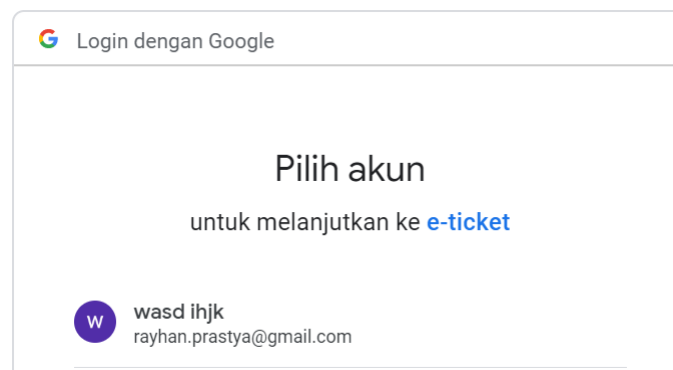 Login dengan Google
Pilih akun
untuk melanjutkan ke e-ticket
W
wasd ihjk
rayhan.prastya@gmail.com